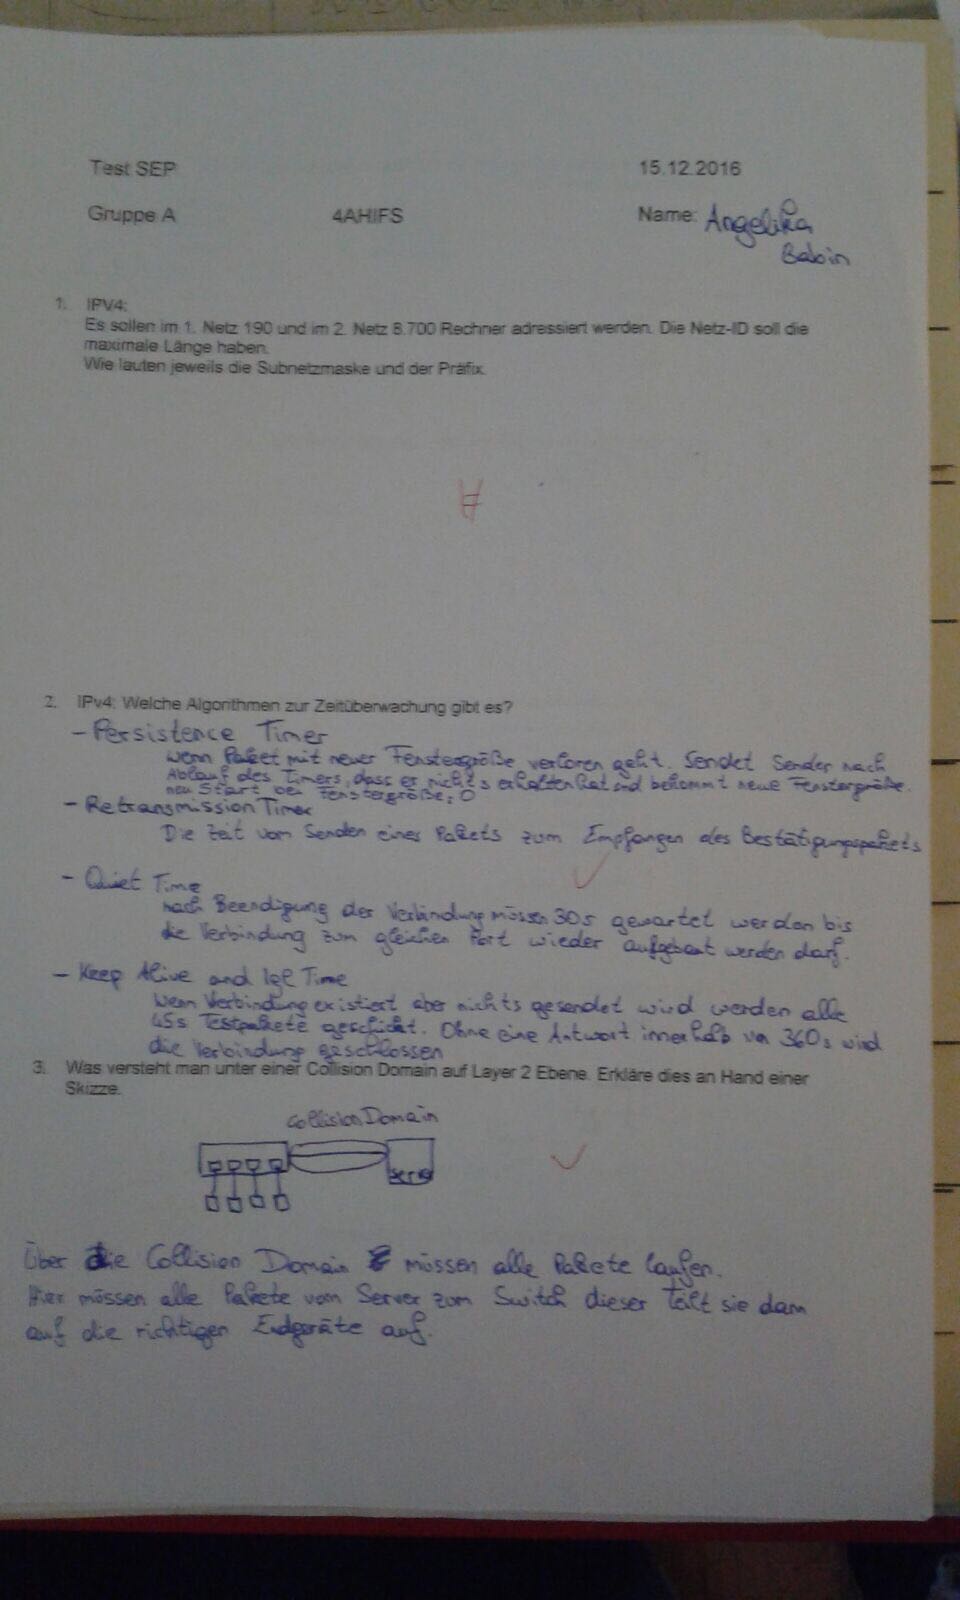 Test SEP 15.12.2016
Gruppe A 4AHIFS Name: Angelika
Babin
1. IPV4:
Es sollen im 1. Netz 190 und im 2. Netz 8.700 Rechner adressiert werden. Die Netz-ID soll die
maximale Länge haben.
Wie lauten jeweils die Subnetzmaske und der Präfix.
2. IPv4: Welche Algorithmen zur Zeitüberwachung gibt es?
- Persistence Timer
wenn Paket mit neuer Fenstergröße verloren geht. Sendet Sender nach
Ablauf des Timers, dass er nichts erhalten hat und bekommt neue Fenstergröße.
neu Start bei Fenstergröße: 0
- Retransmission Timer
Die Zeit vom Senden eines Pakets zum Empfangen des Bestätigungspakets
- Quiet Time
nach Beendigung der Verbindung müssen 30s gewartet werden bis
die Verbindung zum gleichen Port wieder aufgebaut werden darf.
- Keep Alive and Time
Wenn Verbindung existiert aber nichts gesendet wird werden alle
45s Testpakete geschickt. Ohne eine Antwort innerhalb von 360s wird
die Verbindung geschlossen
3. Was versteht man unter einer Collision Domain auf Layer 2 Ebene. Erkläre dies an Hand einer
Skizze.
Collision Domain
Server
Über die Collision Domain müssen alle Pakete laufen.
Hier müssen alle Pakete vom Server zum Switch dieser teilt sie dann
auf die richtigen Endgeräte auf.